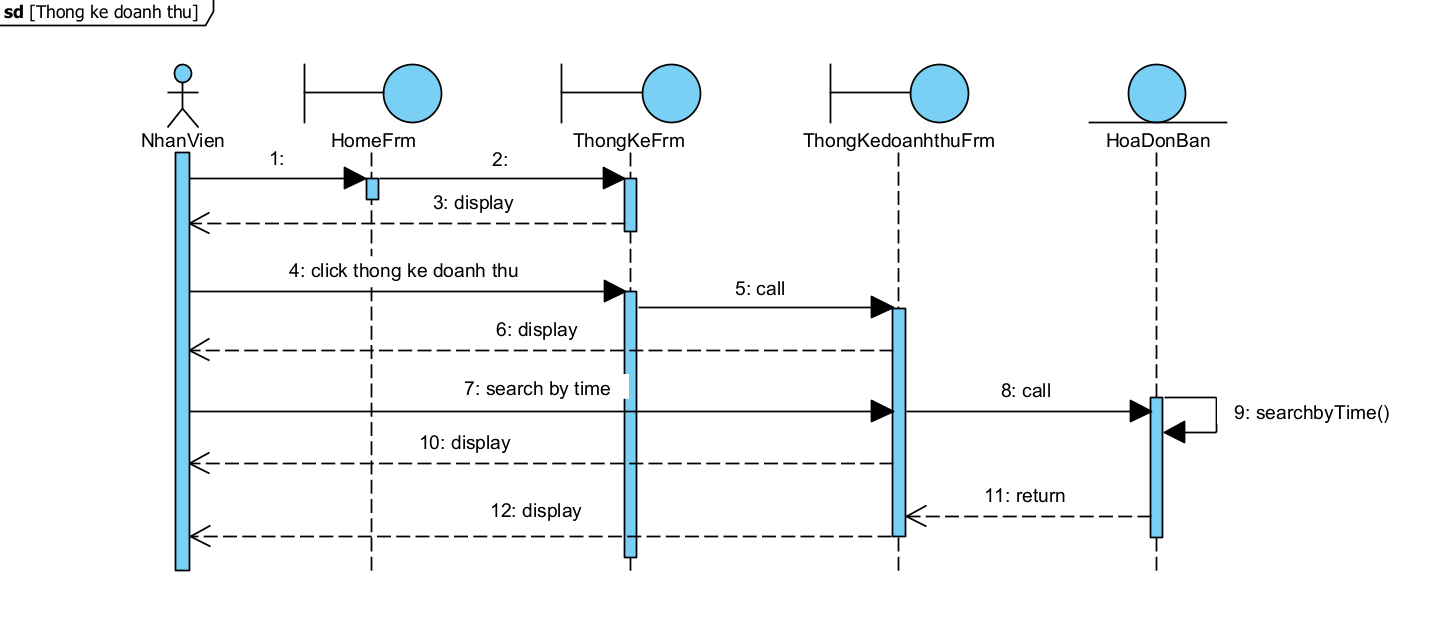 sd [Thong ke doanh thu]
NhanVien
HomeFrm
ThongKeFrm
ThongKedoanhthuFrm
HoaDonBan
1:
2:
3: display
4: click thong ke doanh thu
5: call
6: display
7: search by time
8: call
9: searchbyTime()
10: display
11: return
12: display